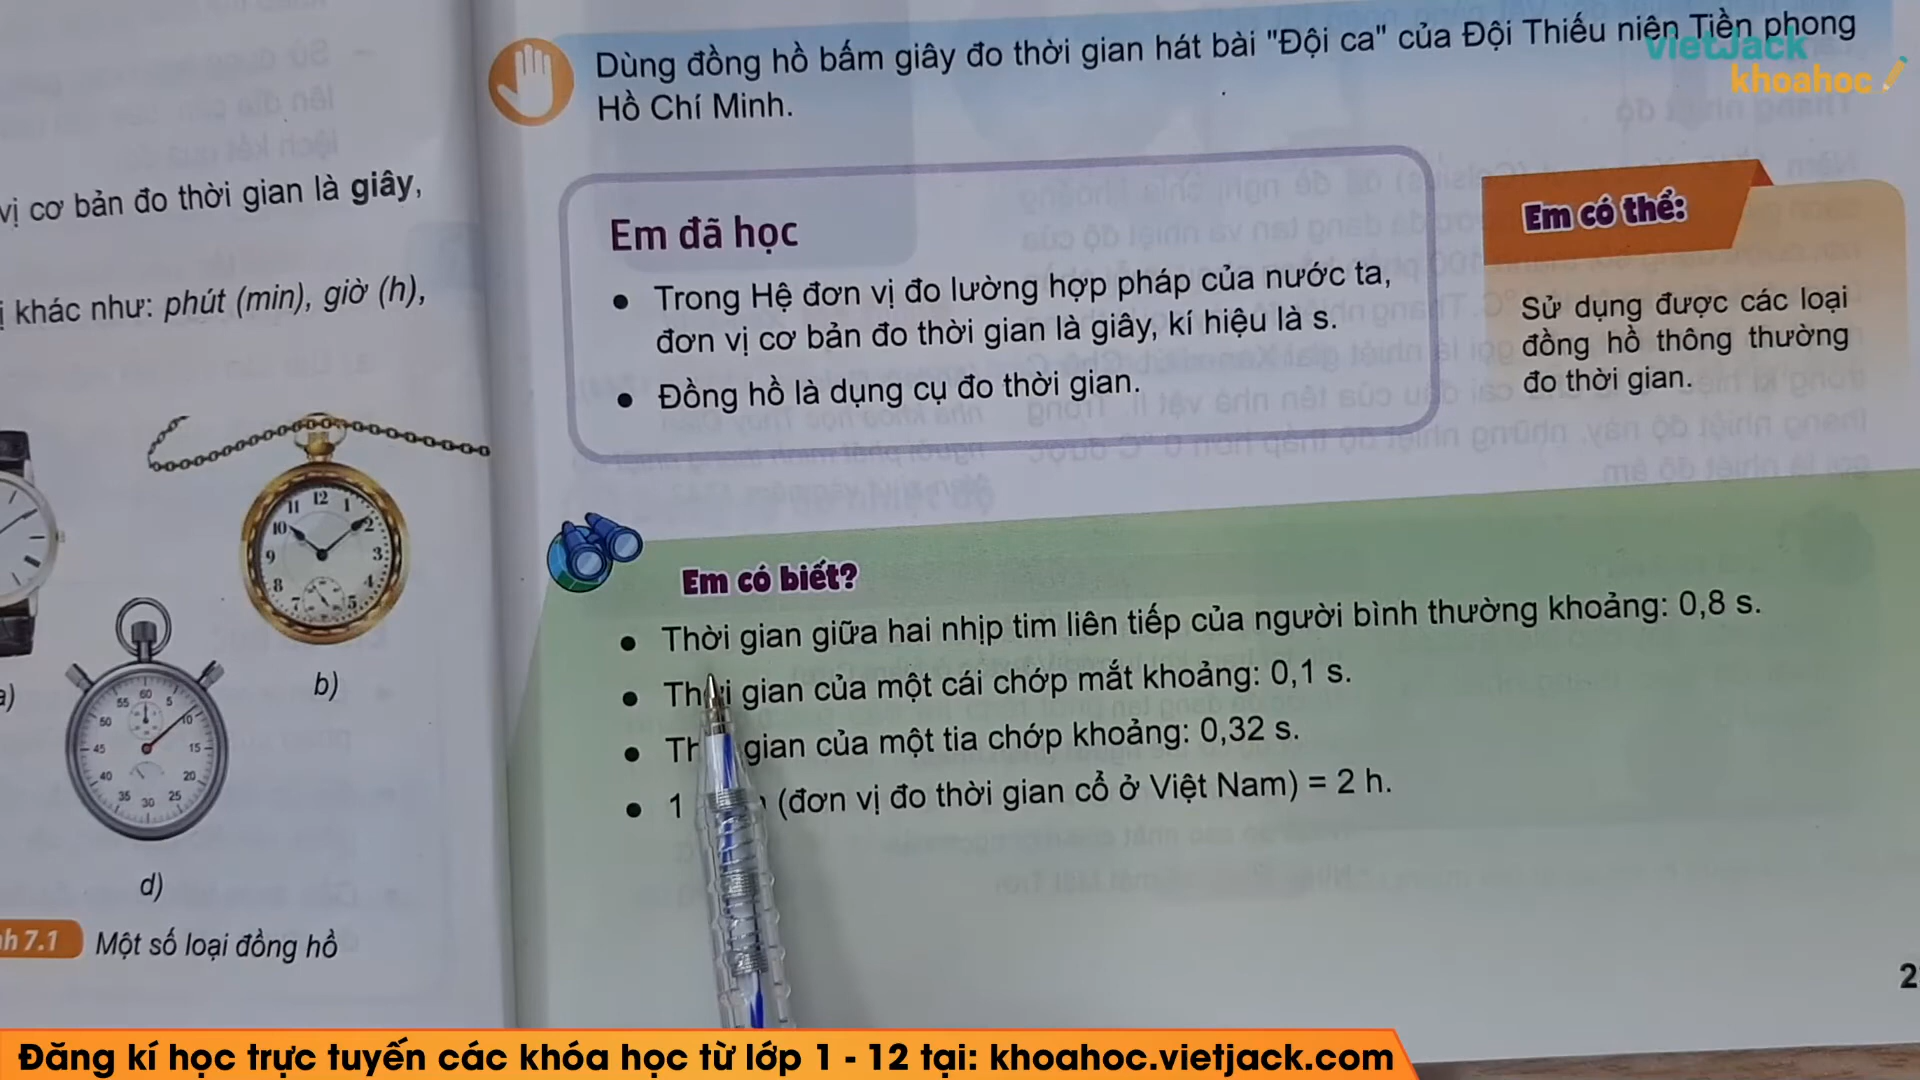 vị cơ bản đo thời gian là giây,
khác như: phút (min), giờ (h),
a)
b)
d)
7.1 Một số loại đồng hồ
Dùng đồng hồ bấm giây đo thời gian hát bài "Đội ca" của Đội Thiếu niên Tiền phong
Hồ Chí Minh.
vietjack
khoahoc
Em đã học
• Trong Hệ đơn vị đo lường hợp pháp của nước ta,
đơn vị cơ bản đo thời gian là giây, kí hiệu là s.
• Đồng hồ là dụng cụ đo thời gian.
Em có thể:
Sử dụng được các loại
đồng hồ thông thường
đo thời gian.
Em có biết?
• Thời gian giữa hai nhịp tim liên tiếp của người bình thường khoảng: 0,8 s.
• Thời gian của một cái chớp mắt khoảng: 0,1 s.
• gian của một tia chớp khoảng: 0,32 s.
• 1 (đơn vị đo thời gian cổ ở Việt Nam) = 2 h.
Đăng kí học trực tuyến các khóa học từ lớp 1 - 12 tại: khoahoc.vietjack.com